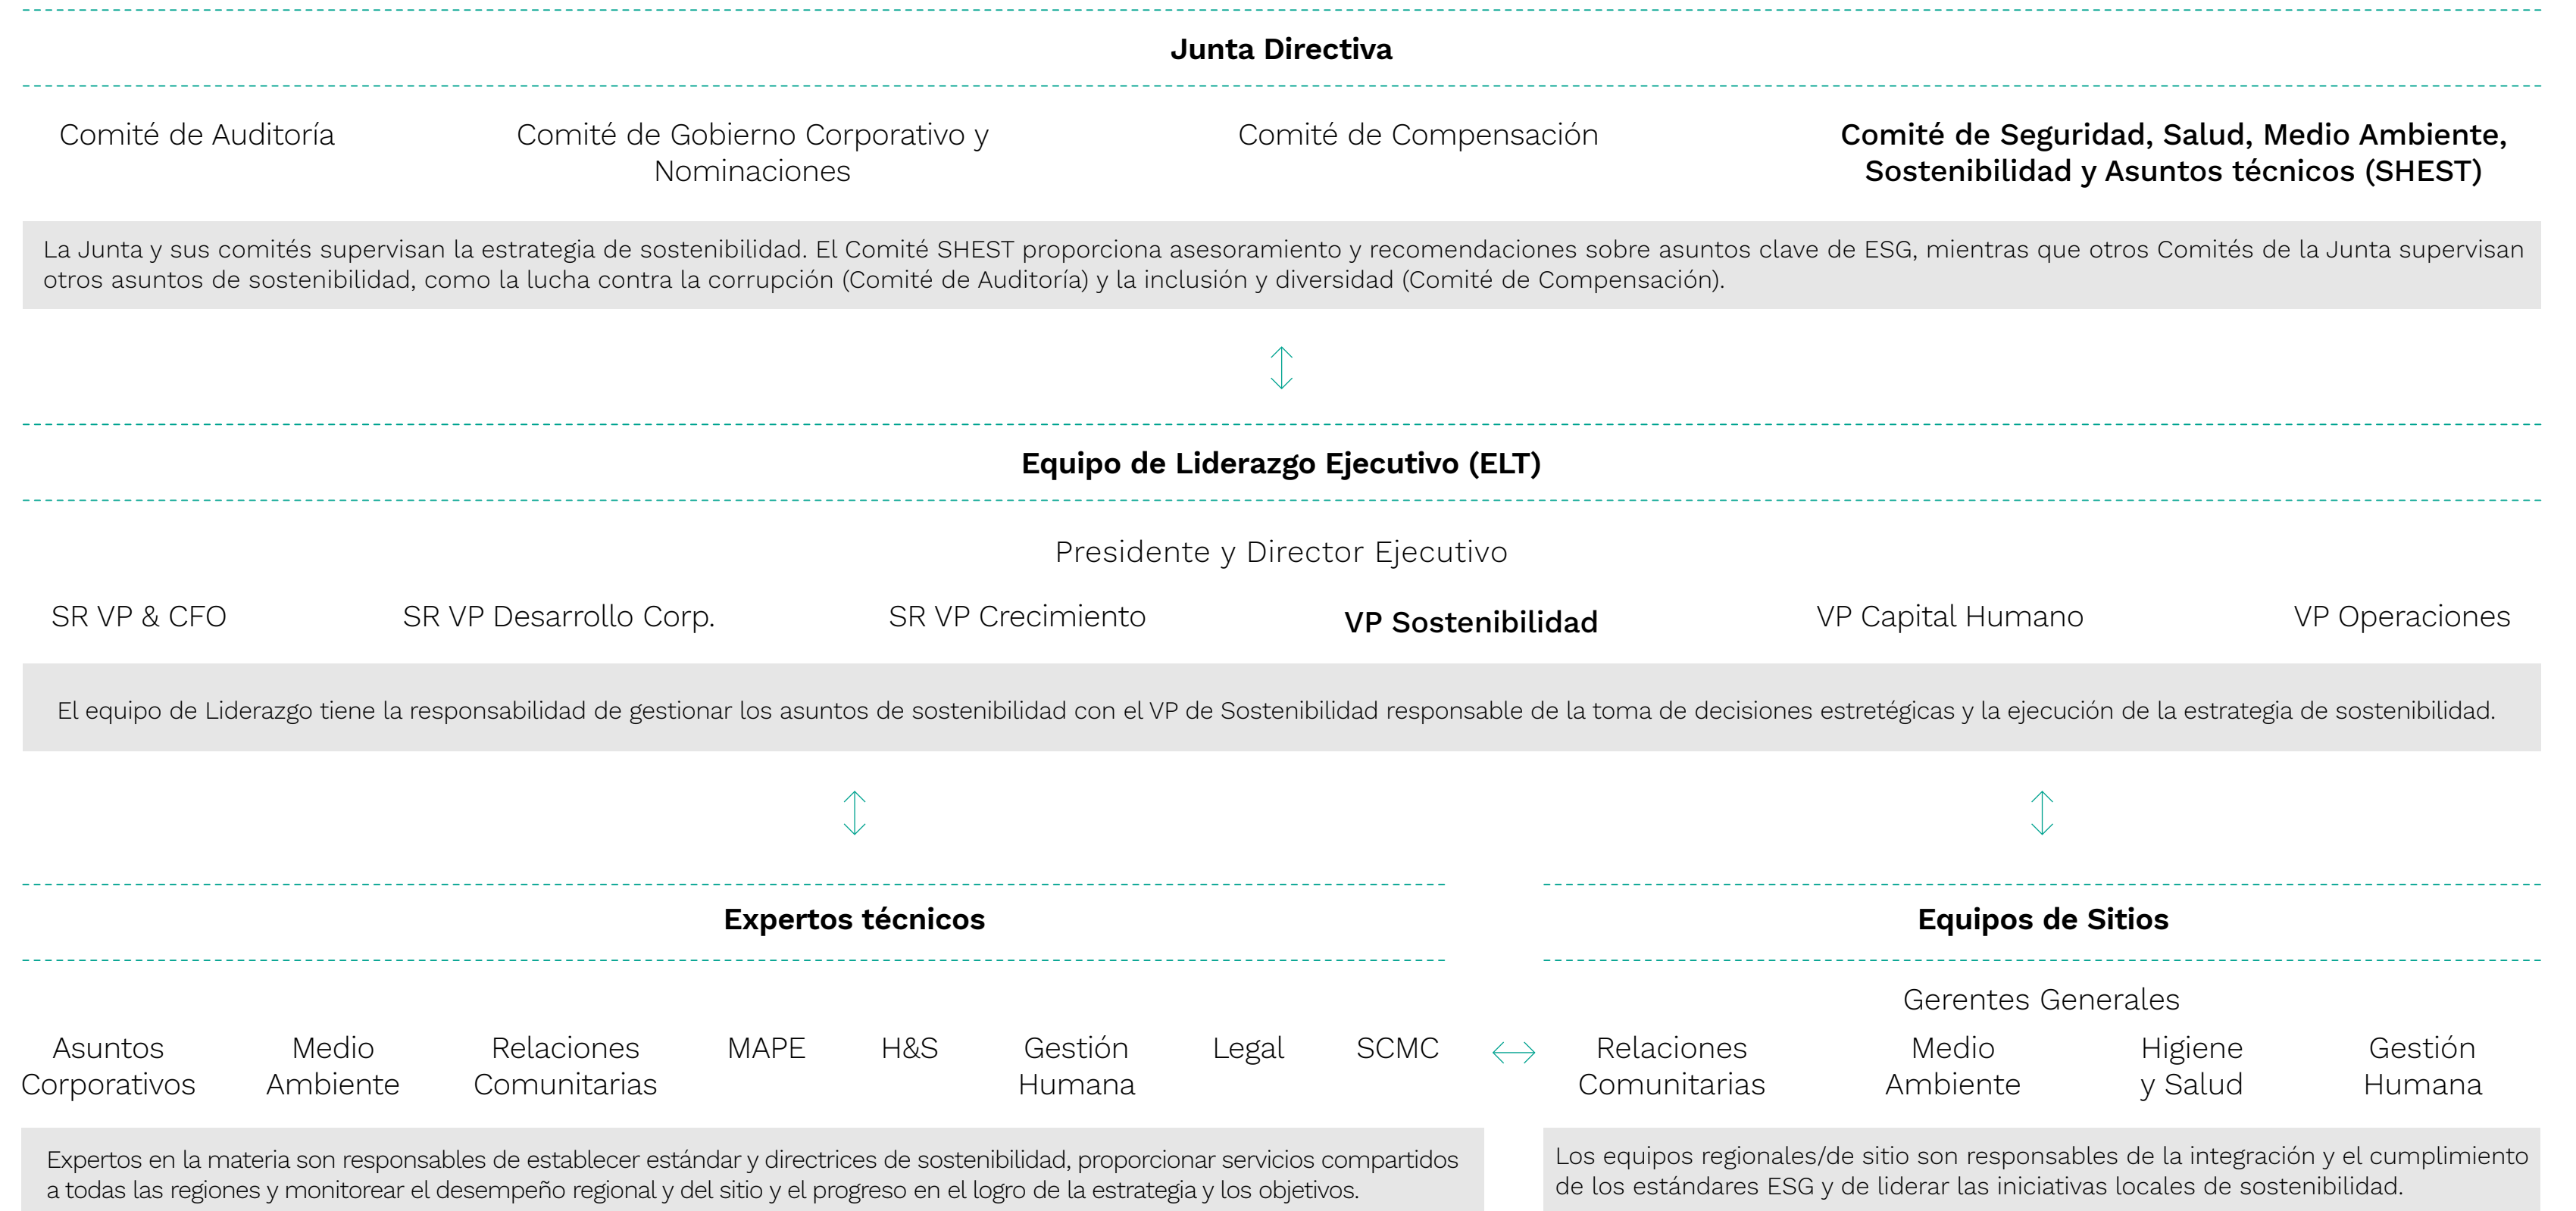 Junta Directiva
Comité de Auditoría
Comité de Gobierno Corporativo y
Nominaciones
Comité de Compensación
Comité de Seguridad, Salud, Medio Ambiente,
Sostenibilidad y Asuntos técnicos (SHEST)
La Junta y sus comités supervisan la estrategia de sostenibilidad. El Comité SHEST proporciona asesoramiento y recomendaciones sobre asuntos clave de ESG, mientras que otros Comités de la Junta supervisan
otros asuntos de sostenibilidad, como la lucha contra la corrupción (Comité de Auditoría) y la inclusión y diversidad (Comité de Compensación).
Equipo de Liderazgo Ejecutivo (ELT)
Presidente y Director Ejecutivo
SR VP & CFO
SR VP Desarrollo Corp.
SR VP Crecimiento
VP Sostenibilidad
VP Capital Humano
VP Operaciones
El equipo de Liderazgo tiene la responsabilidad de gestionar los asuntos de sostenibilidad con el VP de Sostenibilidad responsable de la toma de decisiones estretégicas y la ejecución de la estrategia de sostenibilidad.
Expertos técnicos
Asuntos
Corporativos
Medio
Ambiente
Relaciones
Comunitarias
MAPE
H&S
Gestión
Humana
Legal
SCMC
Expertos en la materia son responsables de establecer estándar y directrices de sostenibilidad, proporcionar servicios compartidos
a todas las regiones y monitorear el desempeño regional y del sitio y el progreso en el logro de la estrategia y los objetivos.
Equipos de Sitios
Gerentes Generales
Relaciones
Comunitarias
Medio
Ambiente
Higiene
y Salud
Gestión
Humana
Los equipos regionales/de sitio son responsables de la integración y el cumplimiento
de los estándares ESG y de liderar las iniciativas locales de sostenibilidad.